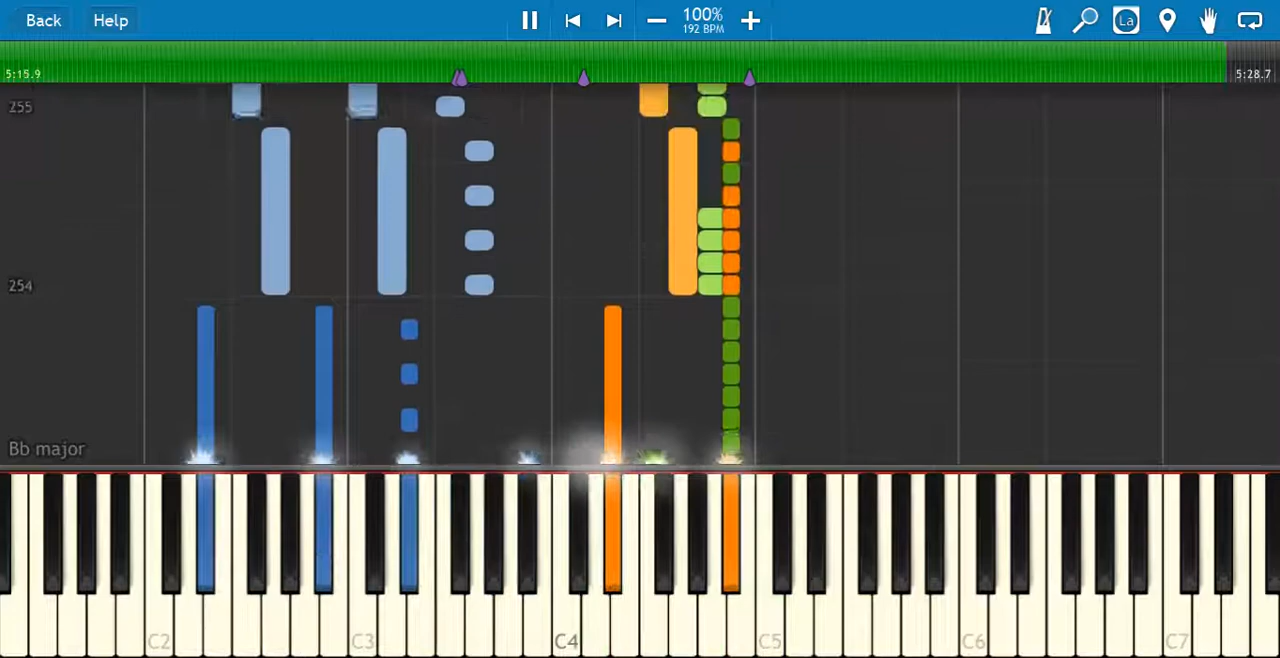 Back Help 100%
192 BPM
La
5:15.9 5:28.7
255
254
Bb major
C2 C3 C4 C5 C6 C7